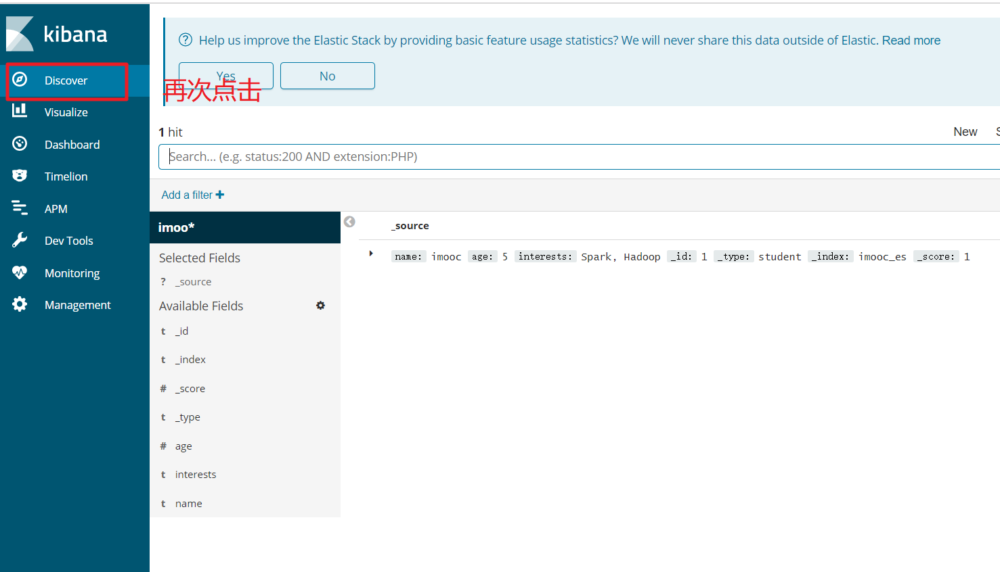 kibana
Discover
Visualize
Dashboard
Timelion
APM
Dev Tools
Monitoring
Management
Help us improve the Elastic Stack by providing basic feature usage statistics? We will never share this data outside of Elastic. Read more
Yes No
再次点击
1 hit New S
Search... (e.g. status:200 AND extension:PHP)
Add a filter
imoo*
Selected Fields
? _source
Available Fields
t _id
t _index
# _score
t _type
# age
t interests
t name
_source
name: imooc age: 5 interests: Spark, Hadoop _id: 1 _type: student _index: imooc_es _score: 1